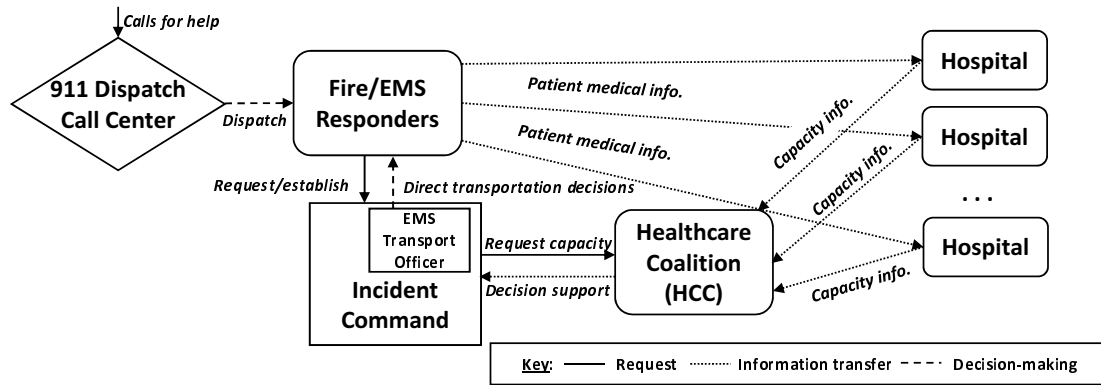 Calls for help
911 Dispatch
Call Center
Dispatch
Fire/EMS
Responders
Patient medical info.
Patient medical info.
Hospital
Capacity info.
Hospital
Capacity info.
. . .
Hospital
Capacity info.
Request/establish
Direct transportation decisions
EMS
Transport
Officer
Incident
Command
Request capacity
Decision support
Healthcare
Coalition
(HCC)
Key: Request Information transfer Decision-making